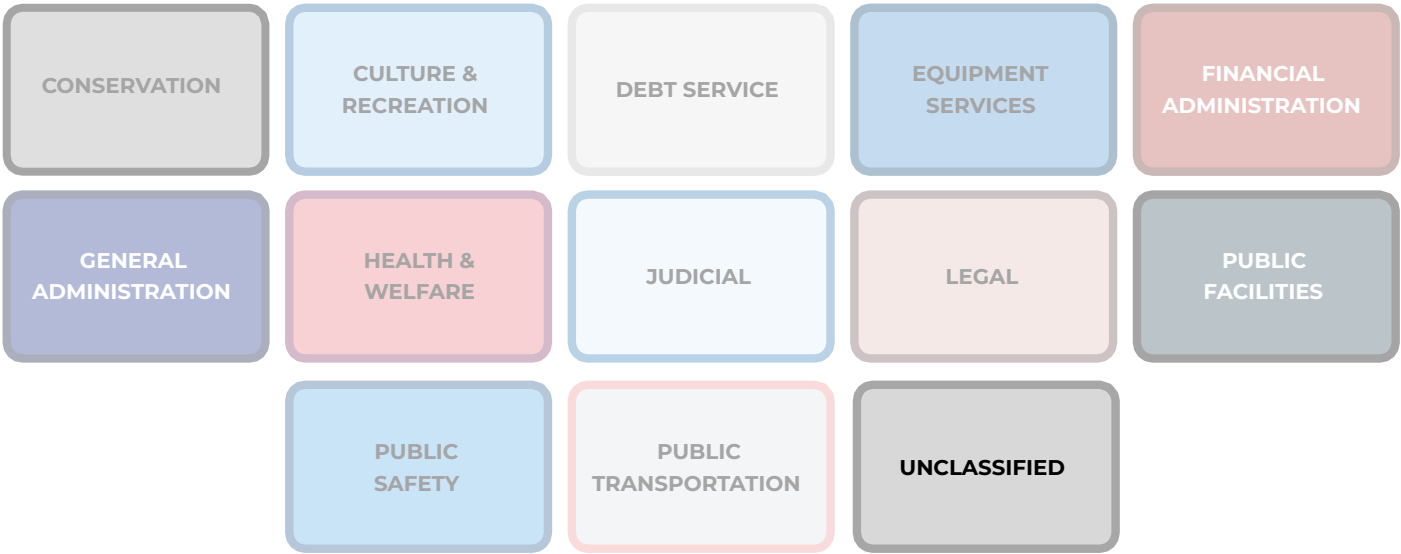 CONSERVATION
CULTURE &
RECREATION
DEBT SERVICE
EQUIPMENT
SERVICES
FINANCIAL
ADMINISTRATION
GENERAL
ADMINISTRATION
HEALTH &
WELFARE
JUDICIAL
LEGAL
PUBLIC
FACILITIES
PUBLIC
SAFETY
PUBLIC
TRANSPORTATION
UNCLASSIFIED